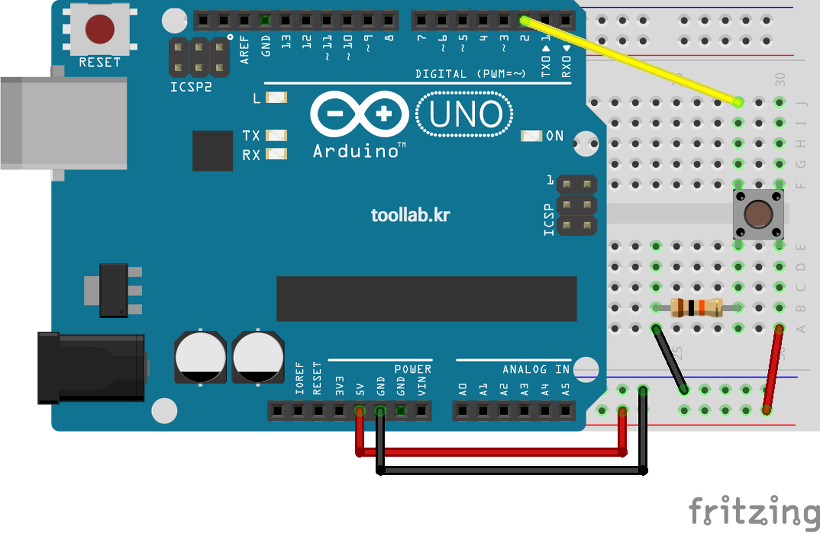 RESET
ICSP2
AREF
GND
13
12
~11
~10
~9
8
7
~6
~5
4
~3
2
TX0▶1
RX0◀
DIGITAL (PWM=~)
L
TX
RX
UNO
ON
Arduino™
1
ICSP
toollab.kr
30
J
I
H
G
F
E
D
C
B
A
25
POWER
ANALOG IN
IOREF
RESET
3V3
5V
GND
GND
VIN
A0
A1
A2
A3
A4
A5
fritzing